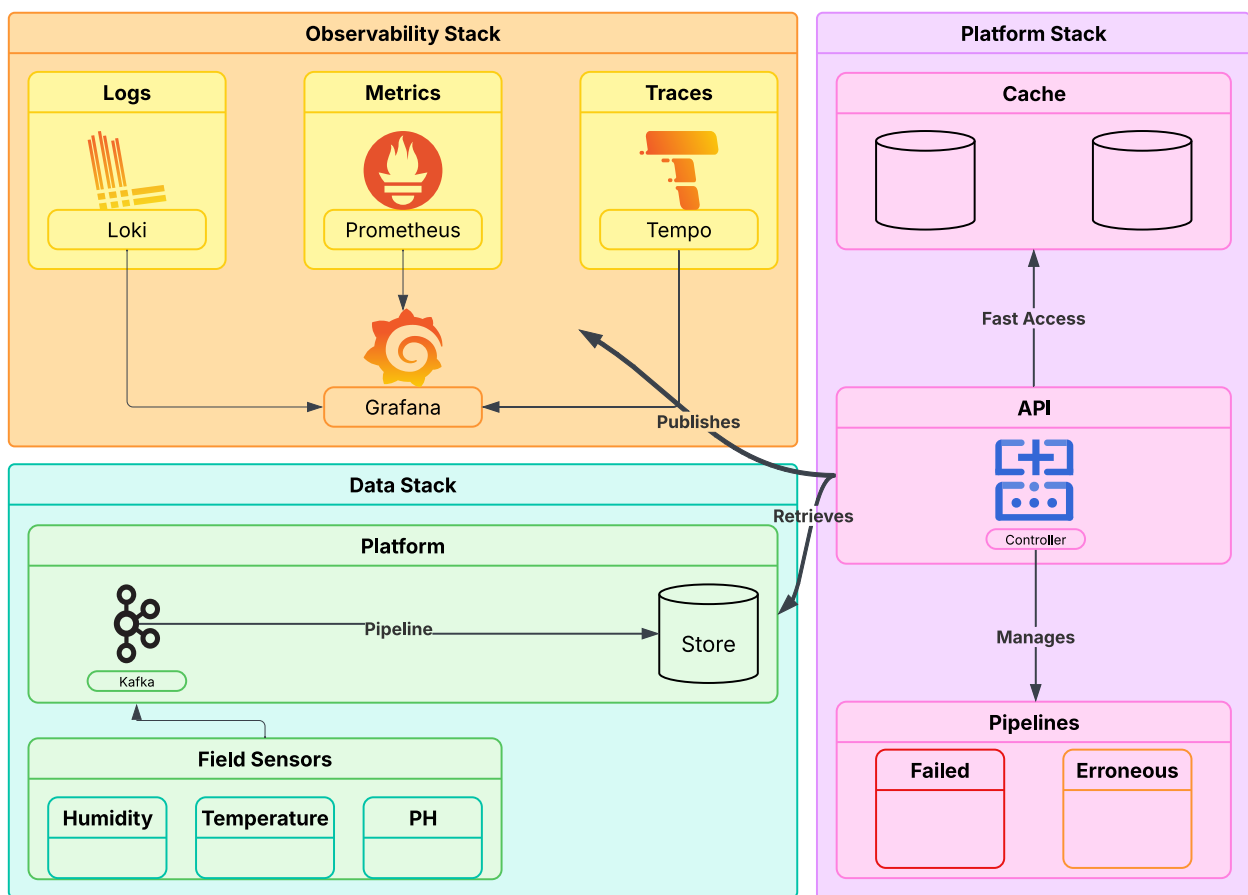 Observability Stack
Logs
Metrics
Traces
Loki
Prometheus
Tempo
Grafana
Publishes
Platform Stack
Cache
Fast Access
API
Controller
Manages
Pipelines
Failed
Erroneous
Retrieves
Data Stack
Platform
Kafka
Pipeline
Store
Field Sensors
Humidity
Temperature
PH